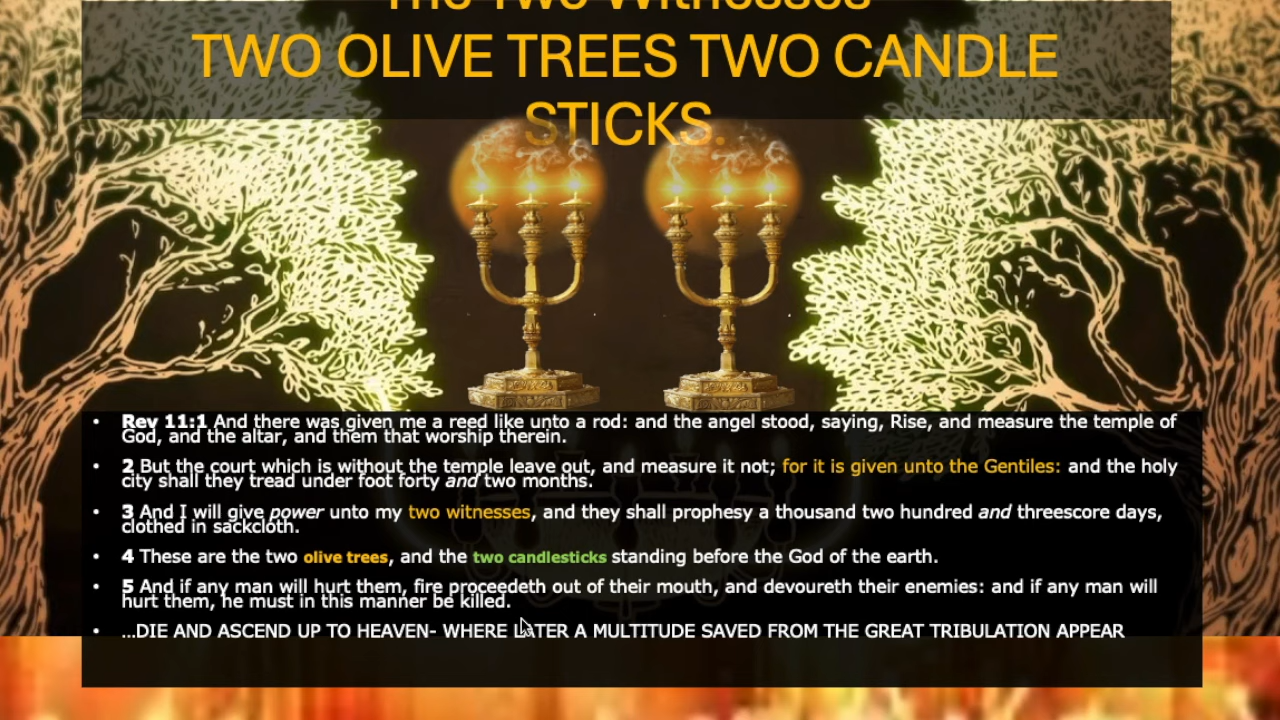 The Two Witnesses
TWO OLIVE TREES TWO CANDLE
STICKS.
• Rev 11:1 And there was given me a reed like unto a rod: and the angel stood, saying, Rise, and measure the temple of
God, and the altar, and them that worship therein.
• 2 But the court which is without the temple leave out, and measure it not; for it is given unto the Gentiles: and the holy
city shall they tread under foot forty and two months.
• 3 And I will give power unto my two witnesses, and they shall prophesy a thousand two hundred and threescore days,
clothed in sackcloth.
• 4 These are the two olive trees, and the two candlesticks standing before the God of the earth.
• 5 And if any man will hurt them, fire proceedeth out of their mouth, and devoureth their enemies: and if any man will
hurt them, he must in this manner be killed.
• ...DIE AND ASCEND UP TO HEAVEN- WHERE LATER A MULTITUDE SAVED FROM THE GREAT TRIBULATION APPEAR